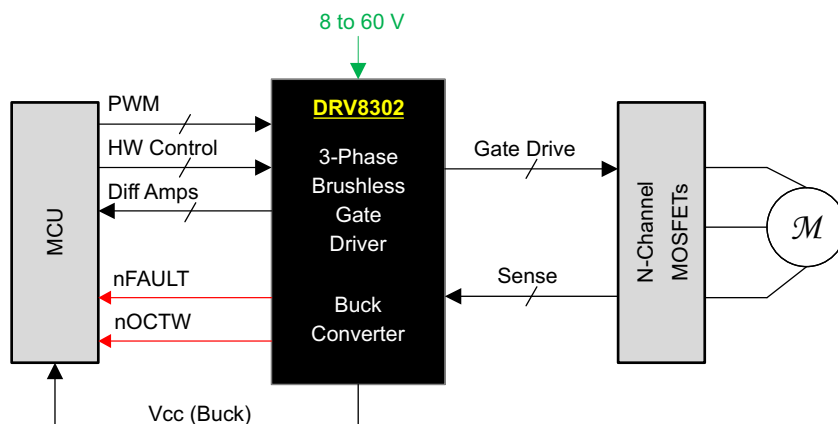 8 to 60 V
MCU
PWM
HW Control
Diff Amps
nFAULT
nOCTW
DRV8302
3-Phase
Brushless
Gate
Driver
Buck
Converter
Gate Drive
Sense
N-Channel
MOSFETs
M
Vcc (Buck)